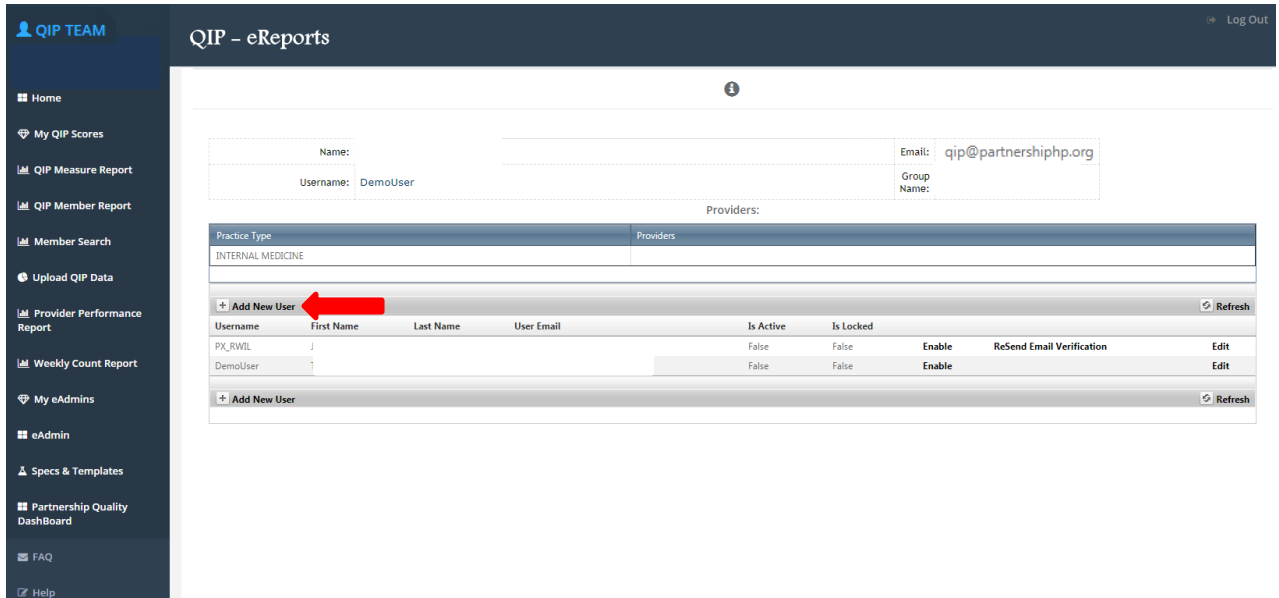 QIP TEAM
Log Out
QIP – eReports
Home
My QIP Scores
QIP Measure Report
QIP Member Report
Member Search
Upload QIP Data
Provider Performance
Report
Weekly Count Report
My eAdmins
eAdmin
Specs & Templates
Partnership Quality
DashBoard
FAQ
Help
Name:
Email: qip@partnershiphp.org
Username: DemoUser
Group
Name:
Providers:
Practice Type Providers
INTERNAL MEDICINE
+ Add New User Refresh
Username First Name Last Name User Email Is Active Is Locked
PX_RWIL False False Enable ReSend Email Verification Edit
DemoUser False False Enable Edit
+ Add New User Refresh